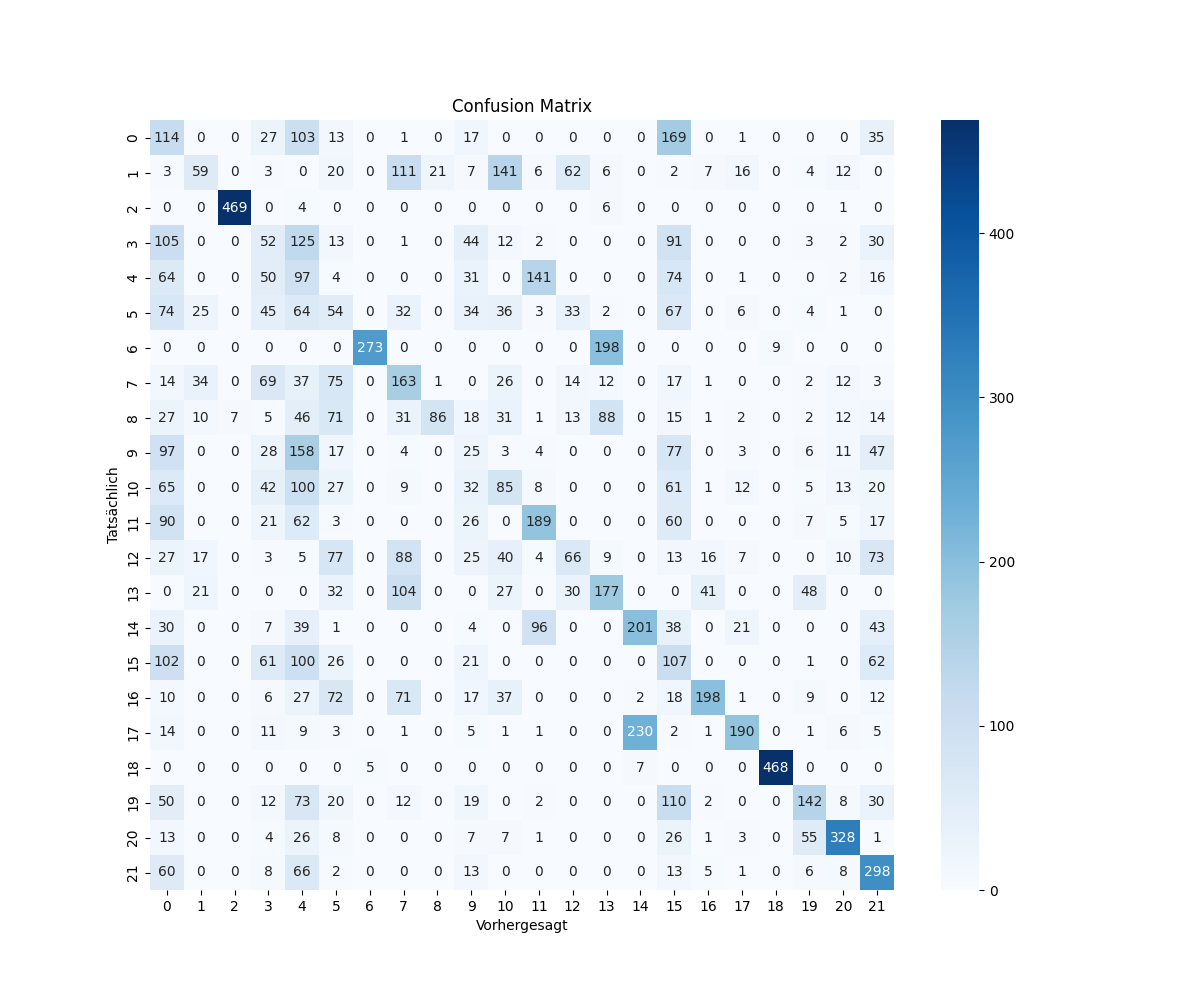 Confusion Matrix
0 114 0 0 27 103 13 0 1 0 17 0 0 0 0 0 169 0 1 0 0 0 35
1 3 59 0 3 0 20 0 111 21 7 141 6 62 6 0 2 7 16 0 4 12 0
2 0 0 469 0 4 0 0 0 0 0 0 0 0 6 0 0 0 0 0 0 1 0
3 105 0 0 52 125 13 0 1 0 44 12 2 0 0 0 91 0 0 0 3 2 30
4 64 0 0 50 97 4 0 0 0 31 0 141 0 0 0 74 0 1 0 0 2 16
5 74 25 0 45 64 54 0 32 0 34 36 3 33 2 0 67 0 6 0 4 1 0
6 0 0 0 0 0 0 273 0 0 0 0 0 0 198 0 0 0 0 9 0 0 0
7 14 34 0 69 37 75 0 163 1 0 26 0 14 12 0 17 1 0 0 2 12 3
8 27 10 7 5 46 71 0 31 86 18 31 1 13 88 0 15 1 2 0 2 12 14
9 97 0 0 28 158 17 0 4 0 25 3 4 0 0 0 77 0 3 0 6 11 47
10 65 0 0 42 100 27 0 9 0 32 85 8 0 0 0 61 1 12 0 5 13 20
11 90 0 0 21 62 3 0 0 0 26 0 189 0 0 0 60 0 0 0 7 5 17
12 27 17 0 3 5 77 0 88 0 25 40 4 66 9 0 13 16 7 0 0 10 73
13 0 21 0 0 0 32 0 104 0 0 27 0 30 177 0 0 41 0 0 48 0 0
14 30 0 0 7 39 1 0 0 0 4 0 96 0 0 201 38 0 21 0 0 0 43
15 102 0 0 61 100 26 0 0 0 21 0 0 0 0 0 107 0 0 0 1 0 62
16 10 0 0 6 27 72 0 71 0 17 37 0 0 0 2 18 198 1 0 9 0 12
17 14 0 0 11 9 3 0 1 0 5 1 1 0 0 230 2 1 190 0 1 6 5
18 0 0 0 0 0 0 5 0 0 0 0 0 0 0 7 0 0 0 468 0 0 0
19 50 0 0 12 73 20 0 12 0 19 0 2 0 0 0 110 2 0 0 142 8 30
20 13 0 0 4 26 8 0 0 0 7 7 1 0 0 0 26 1 3 0 55 328 1
21 60 0 0 8 66 2 0 0 0 13 0 0 0 0 0 13 5 1 0 6 8 298
0 1 2 3 4 5 6 7 8 9 10 11 12 13 14 15 16 17 18 19 20 21
Vorhergesagt
Tatsächlich
400
300
200
100
0